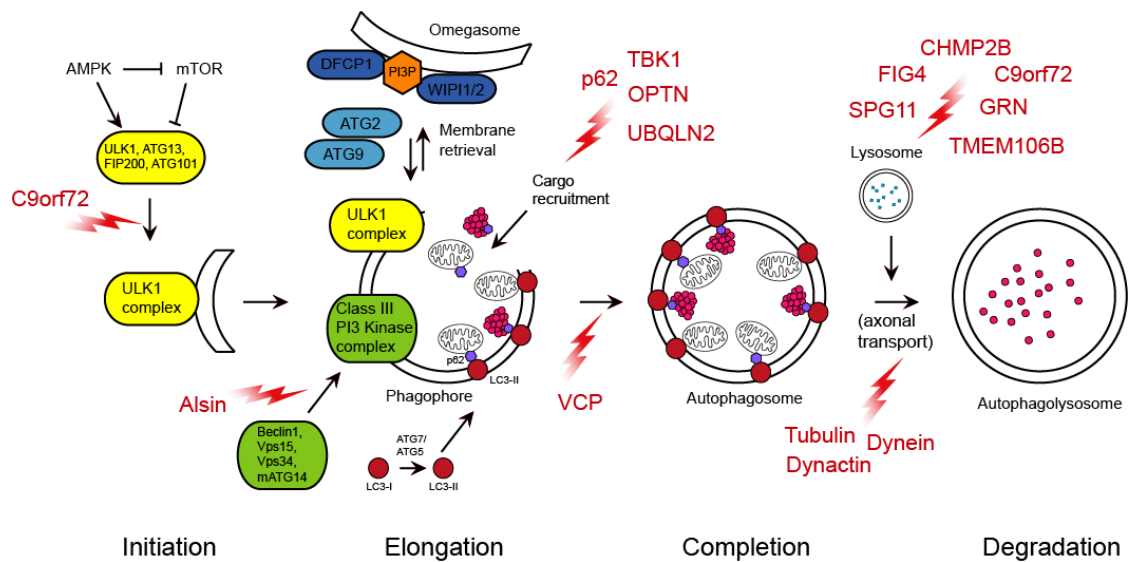 Omegasome
AMPK
mTOR
DFCP1
PI3P
WIPI1/2
ULK1, ATG13,
FIP200, ATG101
C9orf72
ULK1
complex
ATG2
ATG9
Membrane
retrieval
ULK1
complex
Class III
PI3 Kinase
complex
p62
LC3-II
Phagophore
Alsin
Beclin1,
Vps15,
Vps34,
mATG14
ATG7/
ATG5
LC3-I
LC3-II
Cargo
recruitment
p62
TBK1
OPTN
UBQLN2
VCP
Autophagosome
CHMP2B
FIG4
C9orf72
SPG11
GRN
TMEM106B
Lysosome
(axonal
transport)
Tubulin
Dynein
Dynactin
Autophagolysosome
Initiation
Elongation
Completion
Degradation